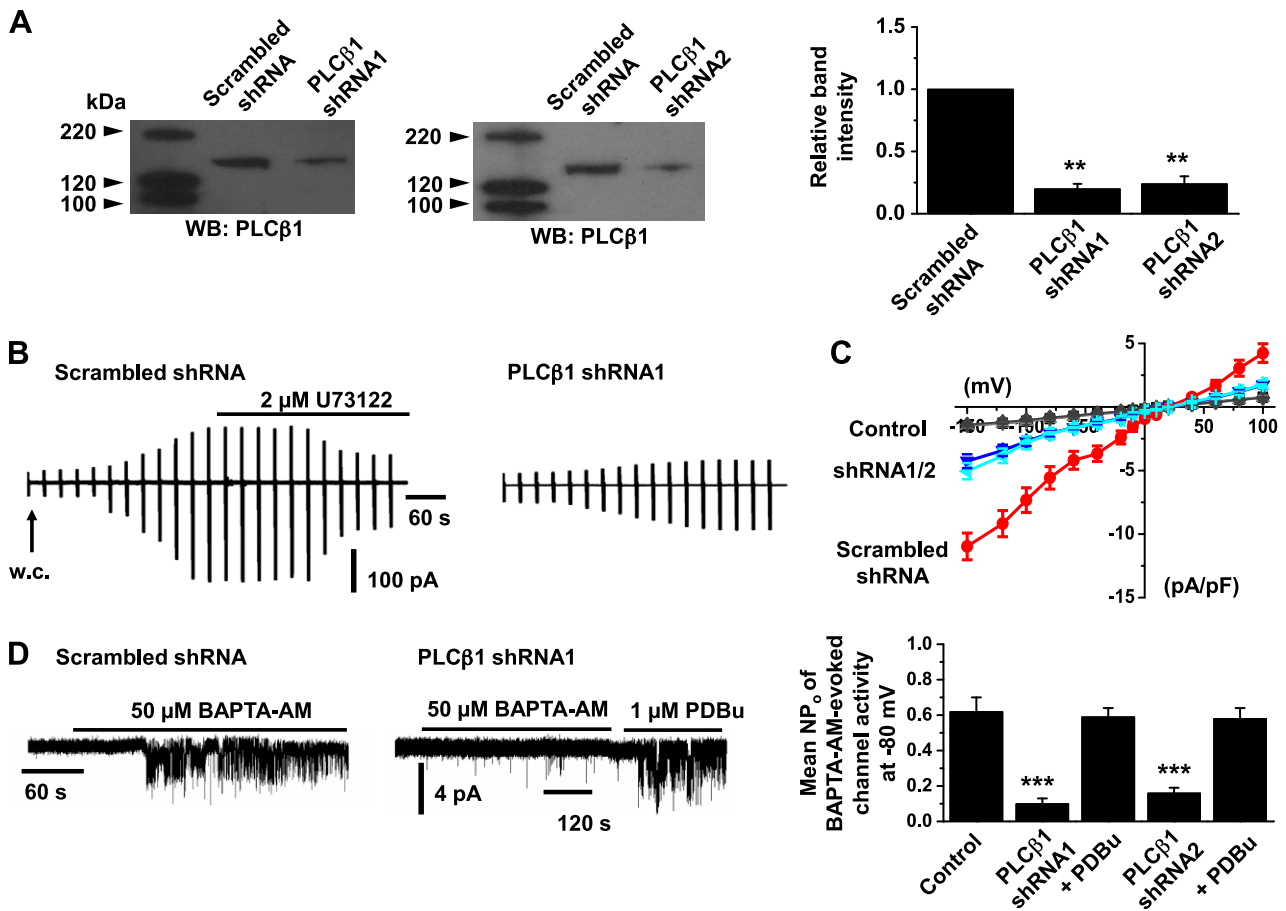 A
kDa
Scrambled
shRNA
PLCβ1
shRNA1
220
120
100
WB: PLCβ1
Scrambled
shRNA
PLCβ1
shRNA2
220
120
100
WB: PLCβ1
Relative band
intensity
1.5
1.0
0.5
0.0
**
**
Scrambled
shRNA
PLCβ1
shRNA1
PLCβ1
shRNA2
B
Scrambled shRNA
2 µM U73122
60 s
100 pA
w.c.
PLCβ1 shRNA1
C
5
(mV)
50
100
Control
shRNA1/2
-5
-10
Scrambled
shRNA
-15
(pA/pF)
D
Scrambled shRNA
50 µM BAPTA-AM
60 s
PLCβ1 shRNA1
50 µM BAPTA-AM
1 µM PDBu
4 pA
120 s
Mean NPo of
BAPTA-AM-evoked
channel activity
at -80 mV
1.0
0.8
0.6
0.4
0.2
0.0
***
***
Control
PLCβ1
shRNA1
+ PDBu
PLCβ1
shRNA2
+ PDBu